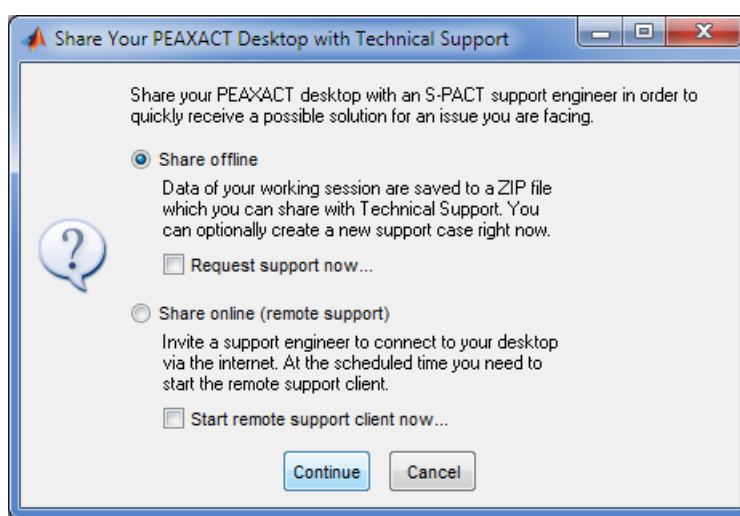 Share Your PEAXACT Desktop with Technical Support
Share your PEAXACT desktop with an S-PACT support engineer in order to
quickly receive a possible solution for an issue you are facing.
Share offline
Data of your working session are saved to a ZIP file
which you can share with Technical Support. You
can optionally create a new support case right now.
Request support now...
Share online (remote support)
Invite a support engineer to connect to your desktop
via the internet. At the scheduled time you need to
start the remote support client.
Start remote support client now...
Continue Cancel